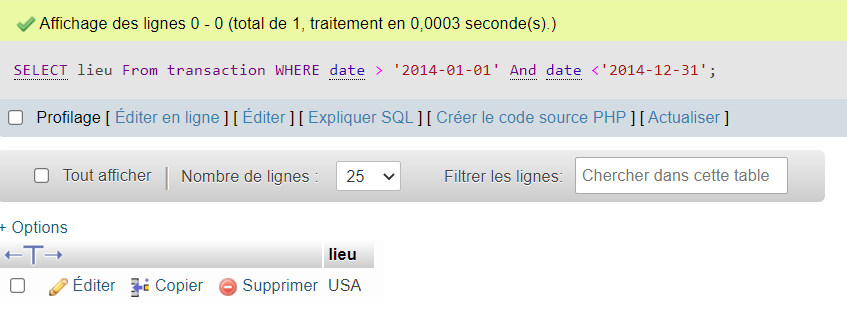 Affichage des lignes 0 - 0 (total de 1, traitement en 0,0003 seconde(s).)
SELECT lieu From transaction WHERE date > '2014-01-01' And date <'2014-12-31';
Profilage [ Éditer en ligne ] [ Éditer ] [ Expliquer SQL ] [ Créer le code source PHP ] [ Actualiser ]
Tout afficher | Nombre de lignes : 25 Filtrer les lignes: Chercher dans cette table
+ Options
←T→ lieu
Éditer Copier Supprimer USA